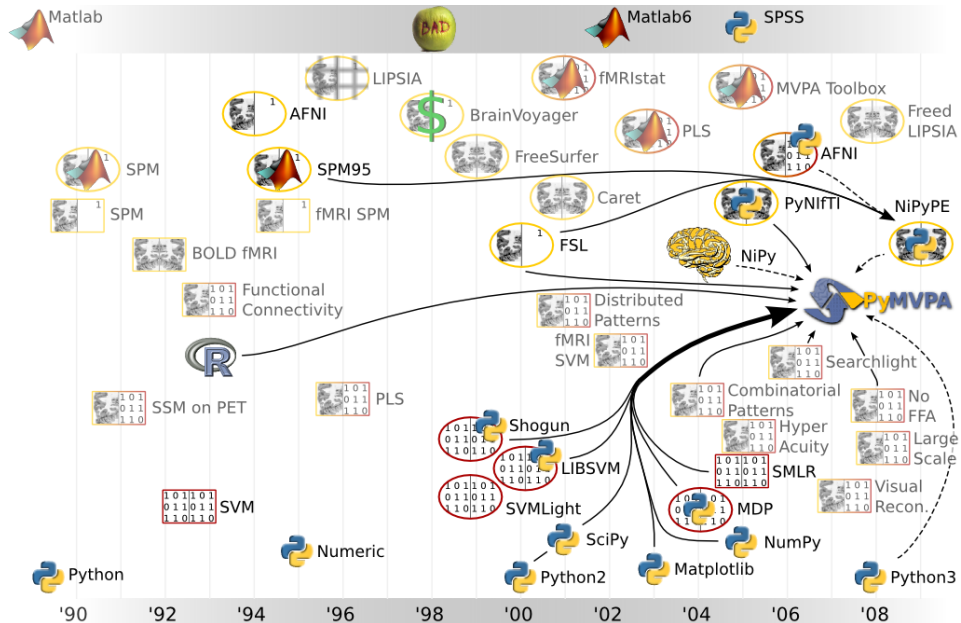 Matlab
BAD
Matlab6
SPSS
LIPSIA
fMRIstat
MVPA Toolbox
AFNI
BrainVoyager
PLS
Freed
LIPSIA
AFNI
SPM
SPM95
FreeSurfer
Caret
PyNIfTI
NiPyPE
SPM
fMRI SPM
FSL
BOLD fMRI
NiPy
Functional
Connectivity
Distributed
Patterns
PyMVPA
fMRI
SVM
R
Searchlight
SSM on PET
PLS
Combinatorial
Patterns
No
FFA
Shogun
Hyper
Acuity
Large
Scale
LIBSVM
SMLR
SVM
SVMLight
MDP
Visual
Recon.
Numeric
SciPy
NumPy
Python
Python2
Matplotlib
Python3
'90 '92 '94 '96 '98 '00 '02 '04 '06 '08